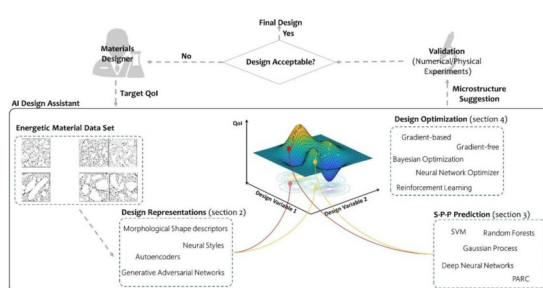 Final Design
Yes
Materials
Designer
No
Design Acceptable?
Validation
(Numerical/Physical
Experiments)
Target QoI
Microstructure
Suggestion
AI Design Assistant
Energetic Material Data Set
QoI
Design Variable 1
Design Variable 2
Design Optimization (section 4)
Gradient-based
Gradient-free
Bayesian Optimization
Neural Network Optimizer
Reinforcement Learning
Design Representations (section 2)
Morphological Shape descriptors
Neural Styles
Autoencoders
Generative Adversarial Networks
S-P-P Prediction (section 3)
SVM
Random Forests
Gaussian Process
Deep Neural Networks
PARC